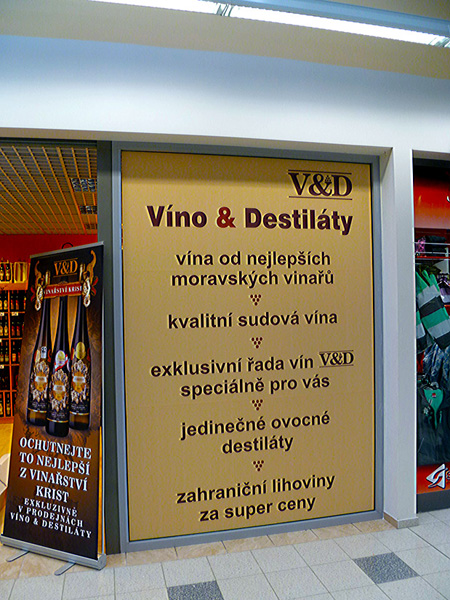 V&D
Víno & Destiláty
vína od nejlepších
moravských vinařů
kvalitní sudová vína
exklusivní řada vín V&D
speciálně pro vás
jedinečné ovocné
destiláty
zahraniční lihoviny
za super ceny
V&D
VINAŘSTVÍ KRIST
OCHUTNEJTE
TO NEJLEPŠÍ
Z VINAŘSTVÍ
KRIST
EXKLUZIVNĚ
V PRODEJNÁCH
VÍNO & DESTILÁTY